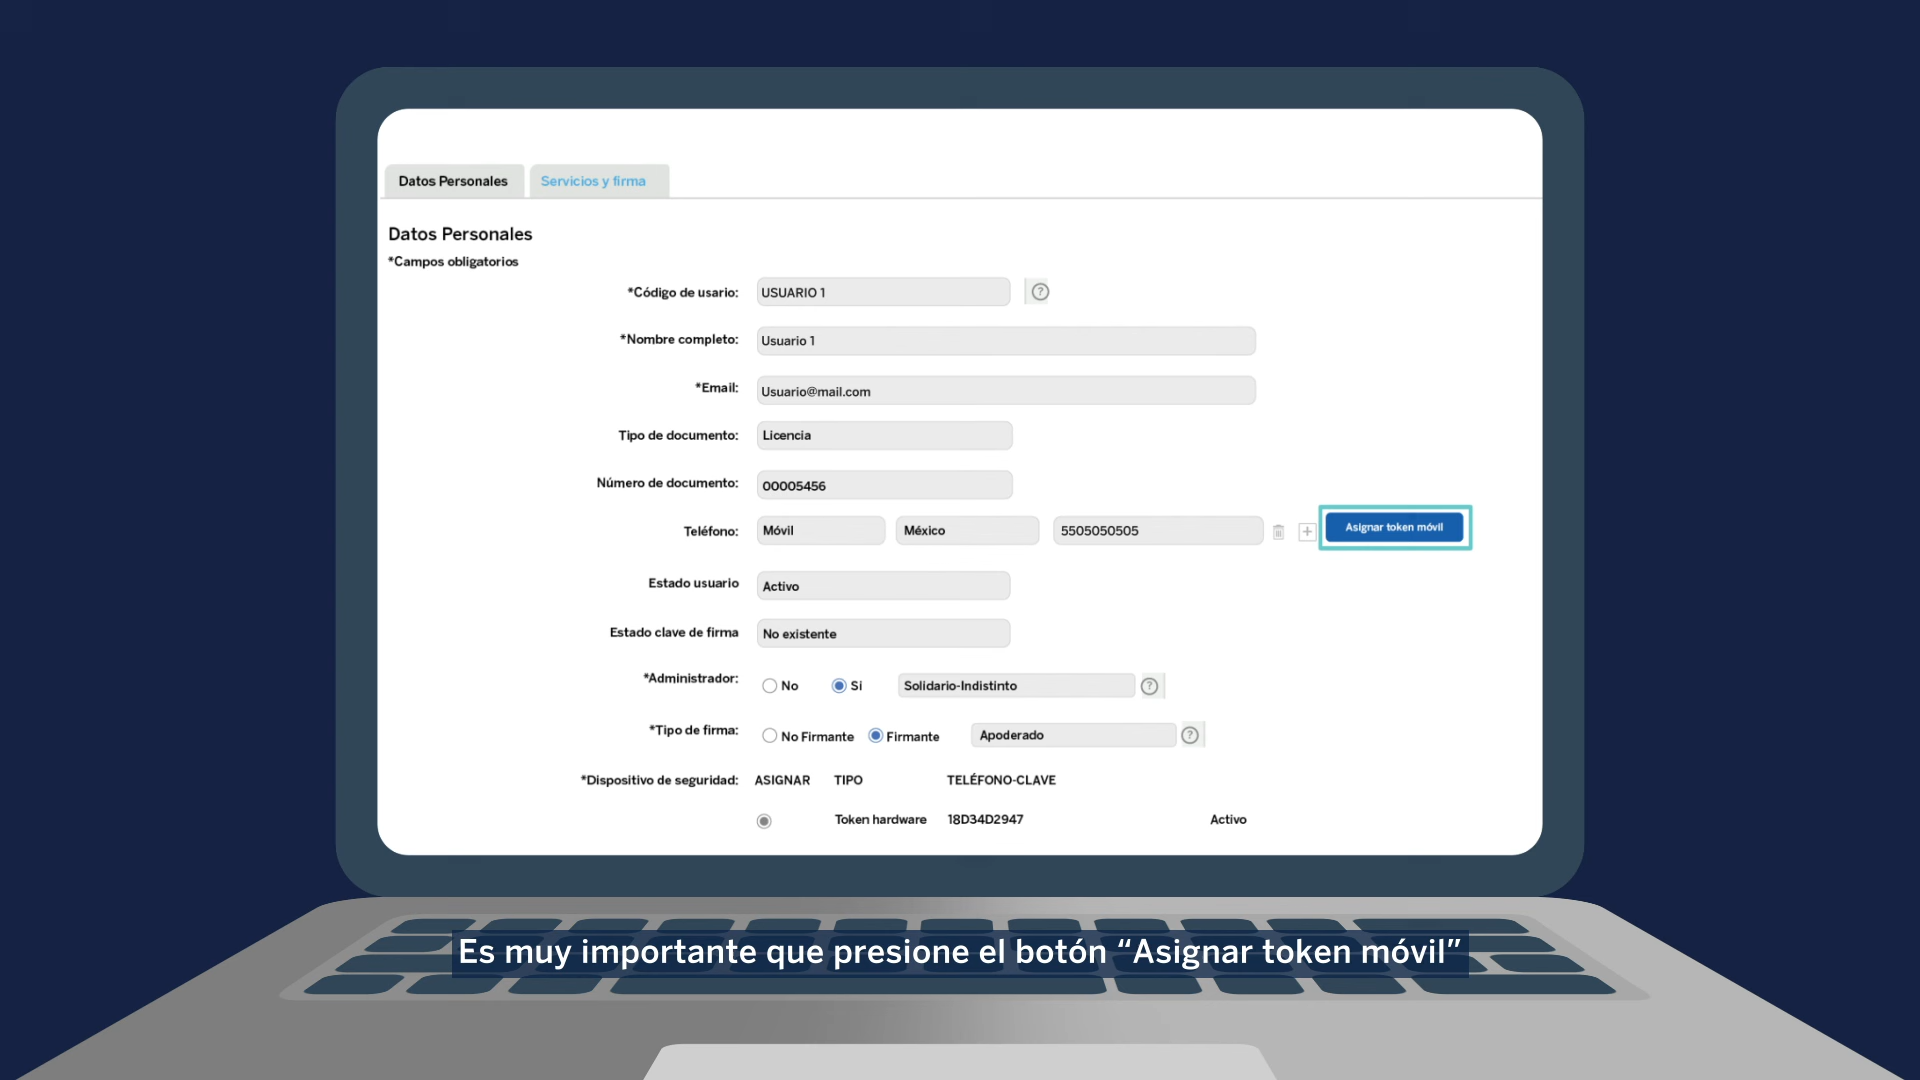 Datos Personales Servicios y firma
Datos Personales
*Campos obligatorios
*Código de usario: USUARIO 1 ?
*Nombre completo: Usuario 1
*Email: Usuario@mail.com
Tipo de documento: Licencia
Número de documento: 00005456
Teléfono: Móvil México 5505050505 + Asignar token móvil
Estado usuario Activo
Estado clave de firma No existente
*Administrador: No Si Solidario-Indistinto ?
*Tipo de firma: No Firmante Firmante Apoderado ?
*Dispositivo de seguridad: ASIGNAR TIPO TELÉFONO-CLAVE
Token hardware 18D34D2947 Activo
Es muy importante que presione el botón “Asignar token móvil”